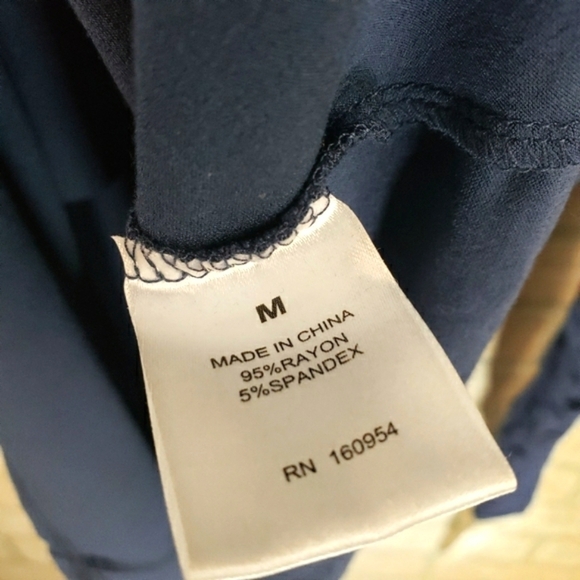 M
MADE IN CHINA
95%RAYON
5%SPANDEX
RN 160954